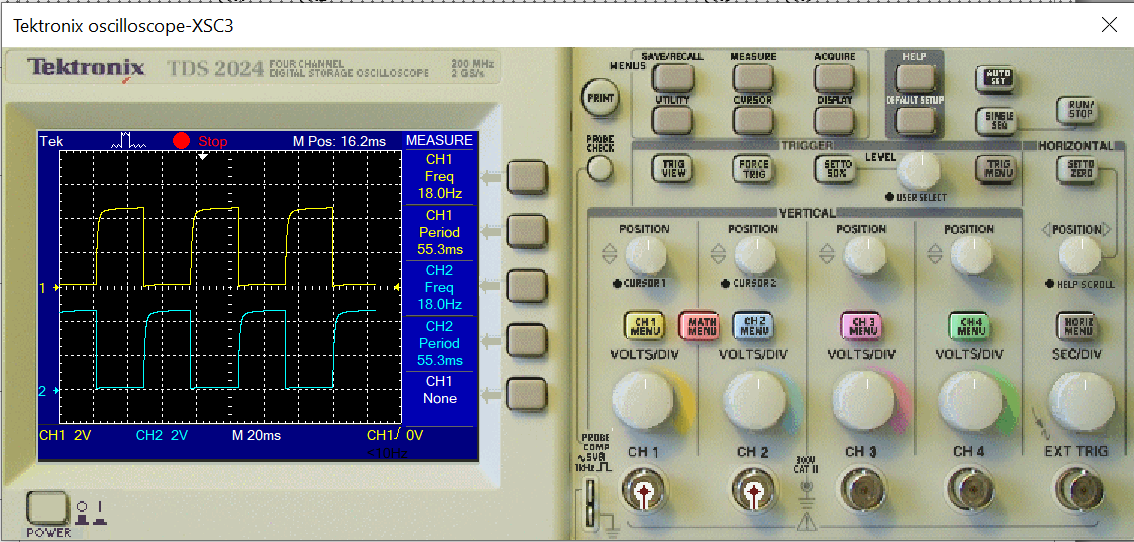 Tektronix oscilloscope-XSC3
Tektronix TDS 2024 FOUR CHANNEL
DIGITAL STORAGE OSCILLOSCOPE
200 MHz
2 GS/s
Tek Stop M Pos: 16.2ms MEASURE
CH1
Freq
18.0Hz
CH1
Period
55.3ms
CH2
Freq
18.0Hz
CH2
Period
55.3ms
CH1
None
1
2
CH1 2V CH2 2V M 20ms CH1 0V
<10Hz
POWER
PRINT
MENUS
SAVE/RECALL MEASURE ACQUIRE
UTILITY CURSOR DISPLAY
HELP
DEFAULT SETUP
AUTO
SET
SINGLE
SEQ
RUN/
STOP
PROBE
CHECK
TRIGGER
TRIG
VIEW
FORCE
TRIG
SET TO
50%
LEVEL
USER SELECT
TRIG
MENU
HORIZONTAL
SET TO
ZERO
VERTICAL
POSITION POSITION POSITION POSITION POSITION
CURSOR 1 CURSOR 2 HELP SCROLL
CH 1
MENU
MATH
MENU
CH 2
MENU
CH 3
MENU
CH 4
MENU
HORIZ
MENU
VOLTS/DIV VOLTS/DIV VOLTS/DIV VOLTS/DIV SEC/DIV
PROBE
COMP
~5V@
1kHz
CH 1 CH 2 CH 3 CH 4 EXT TRIG
300V
CAT II